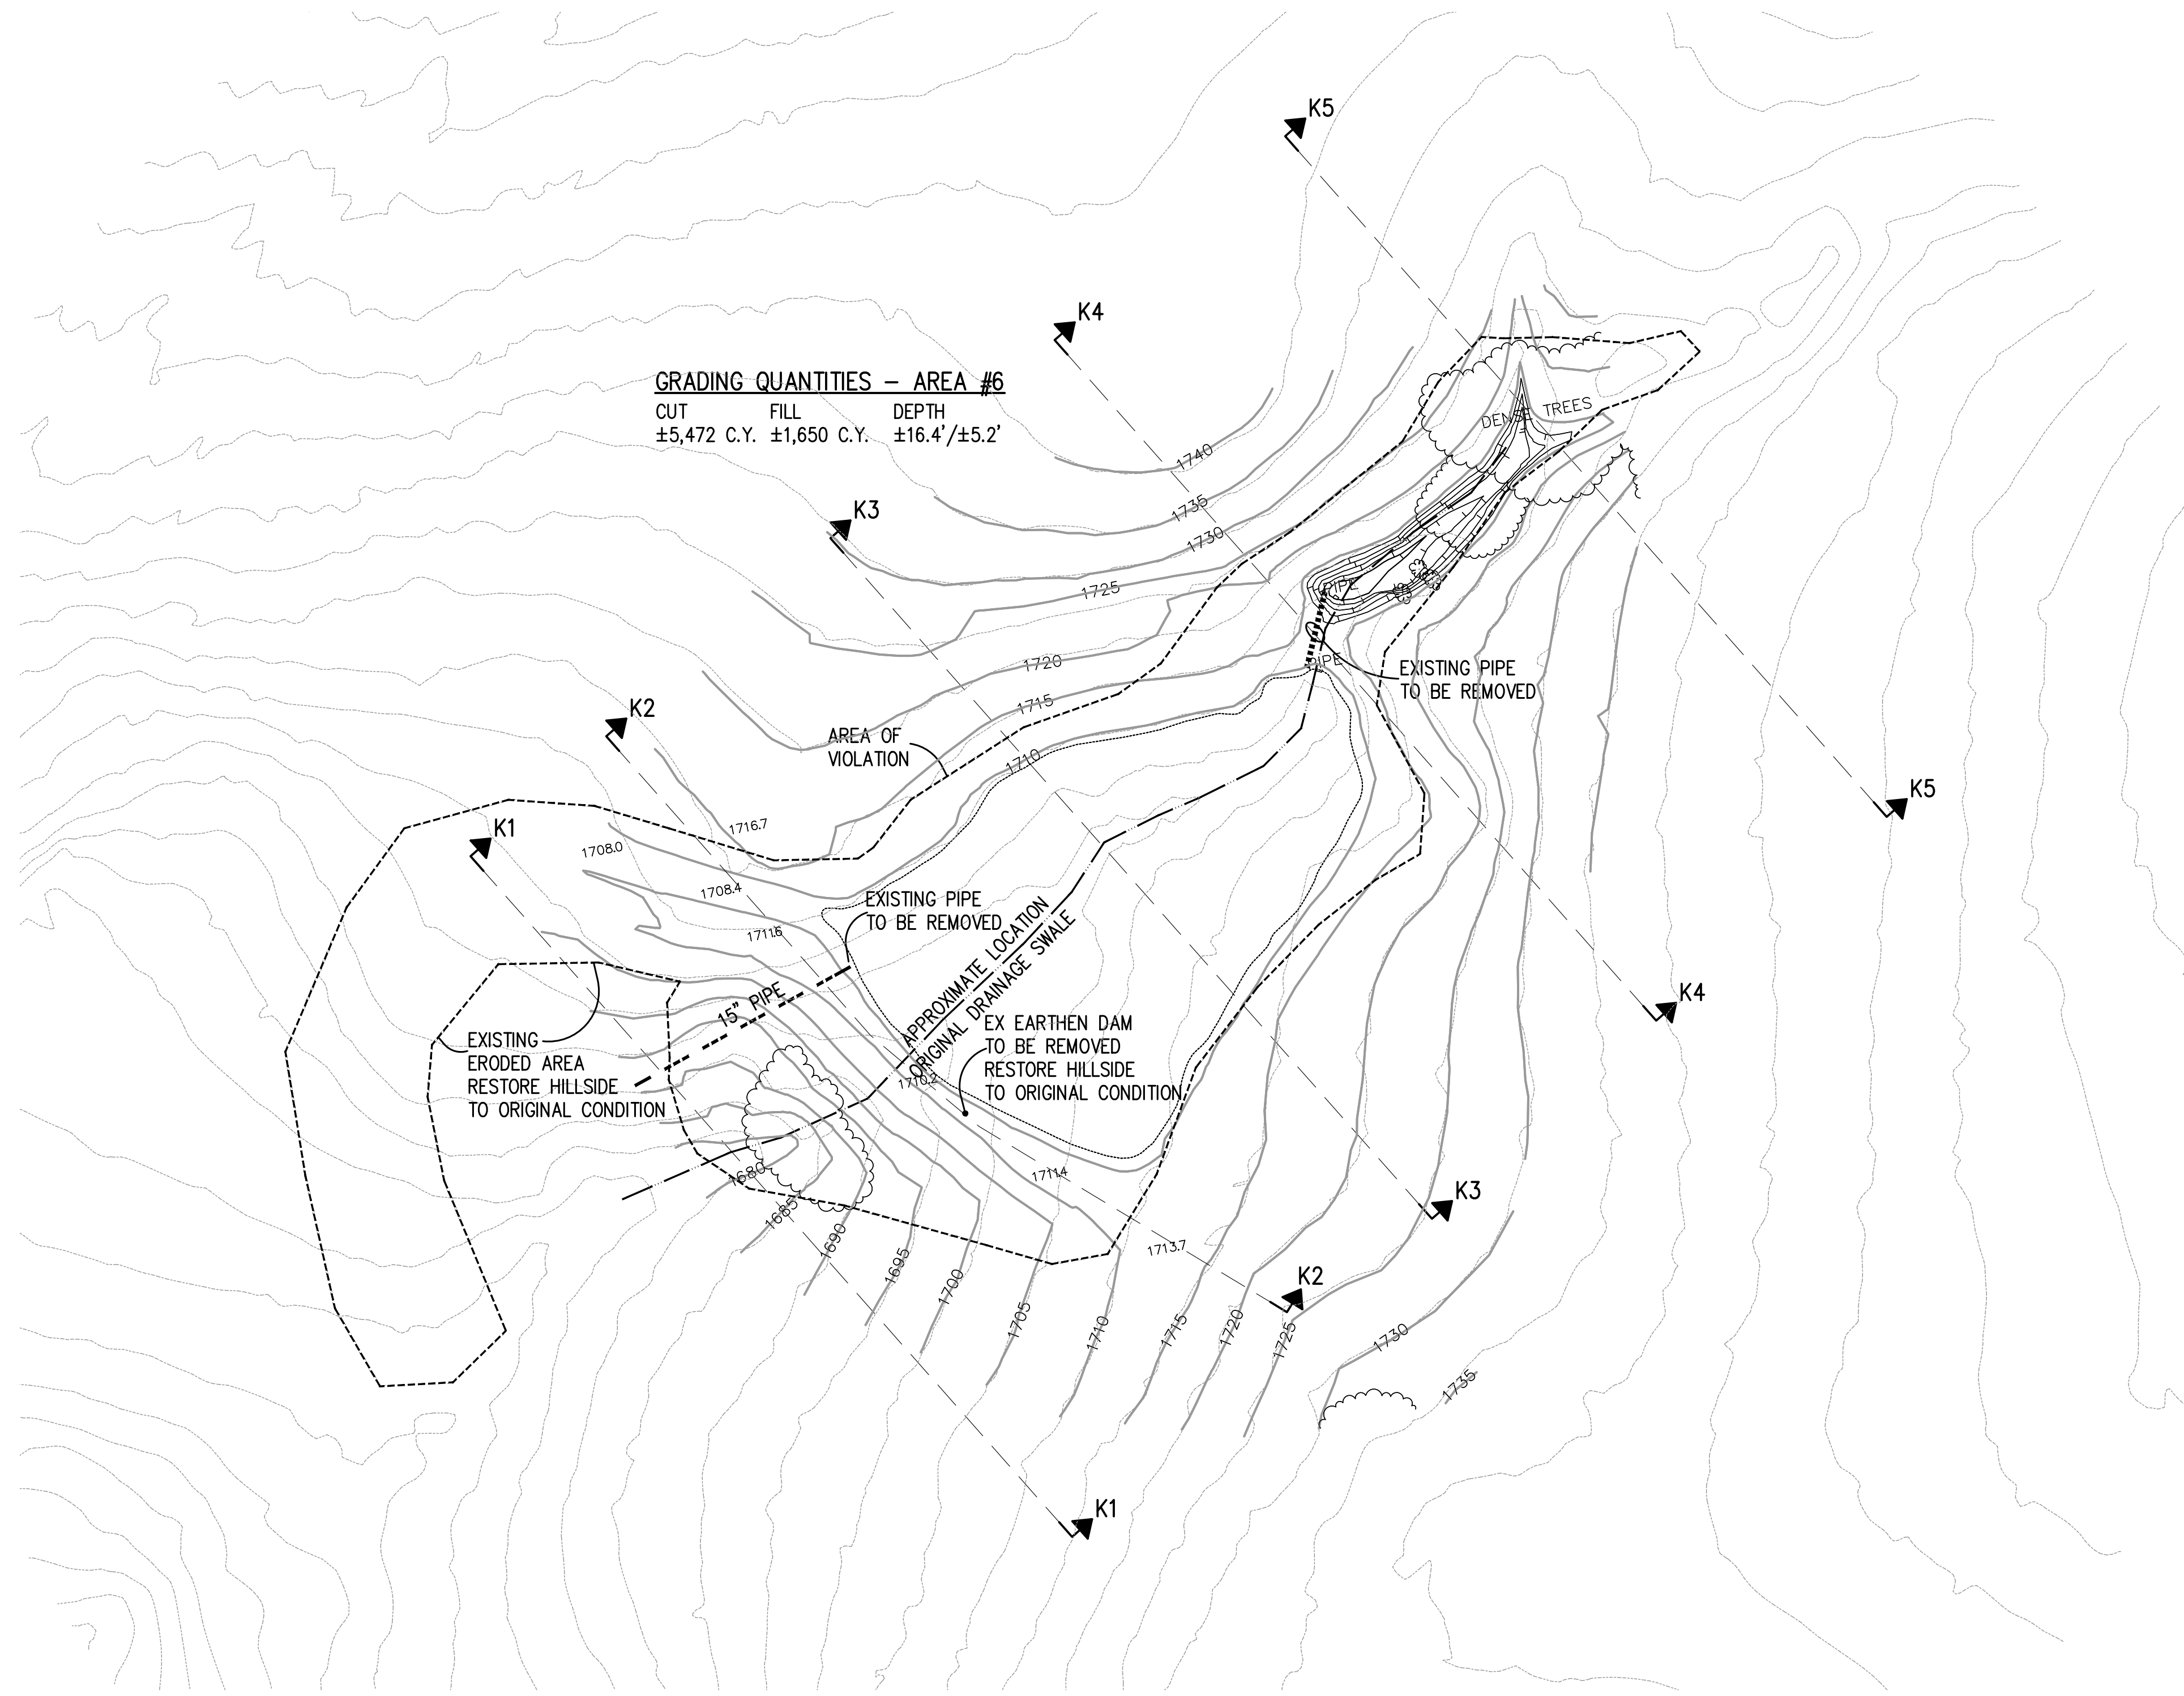 K5
K4
GRADING QUANTITIES – AREA #6
CUT FILL DEPTH
±5,472 C.Y. ±1,650 C.Y. ±16.4'/±5.2'
DENSE TREES
1740
1735
K3
1730
1725
PIPE
1720
PIPE
EXISTING PIPE
TO BE REMOVED
1715
K2
AREA OF
VIOLATION
1710
K5
K1
1716.7
1708.0
1708.4
EXISTING PIPE
TO BE REMOVED
1711.6
APPROXIMATE LOCATION
ORIGINAL DRAINAGE SWALE
15" PIPE
K4
EX EARTHEN DAM
TO BE REMOVED
RESTORE HILLSIDE
TO ORIGINAL CONDITION
EXISTING
ERODED AREA
RESTORE HILLSIDE
TO ORIGINAL CONDITION
1710.2
1711.4
1680
K3
1685
1690
1713.7
1695
K2
1700
1705
1710
1715
1720
1725
1730
1735
K1